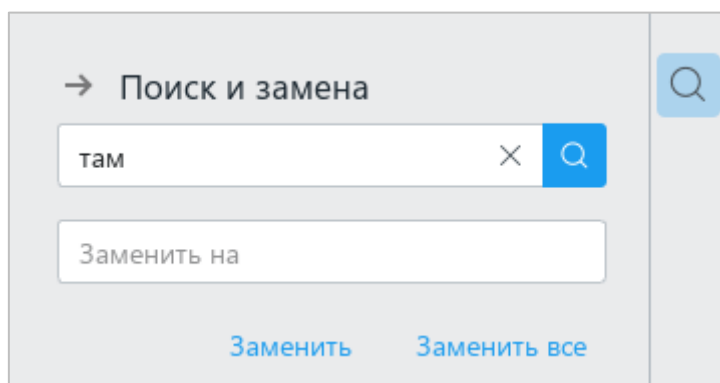 Поиск и замена
там
Заменить на
Заменить Заменить все